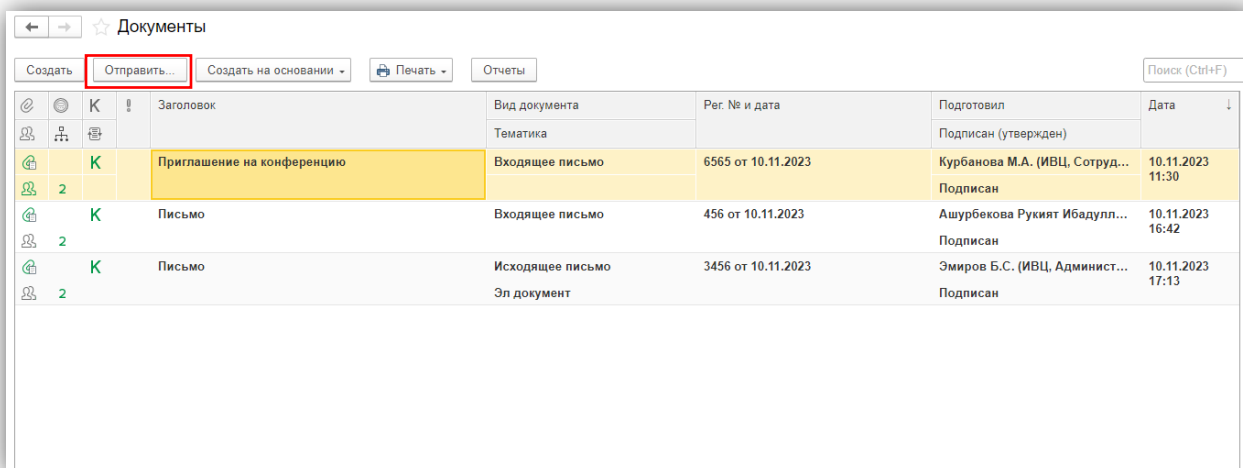 Документы
Создать Отправить... Создать на основании Печать Отчеты Поиск (Ctrl+F)
К Заголовок Вид документа Рег. № и дата Подготовил Дата
Тематика Подписан (утвержден)
К Приглашение на конференцию Входящее письмо 6565 от 10.11.2023 Курбанова М.А. (ИВЦ, Сотруд... 10.11.2023
11:30
2 Подписан
К Письмо Входящее письмо 456 от 10.11.2023 Ашурбекова Рукият Ибадулл... 10.11.2023
16:42
2 Подписан
К Письмо Исходящее письмо 3456 от 10.11.2023 Эмиров Б.С. (ИВЦ, Админист... 10.11.2023
17:13
2 Эл документ Подписан